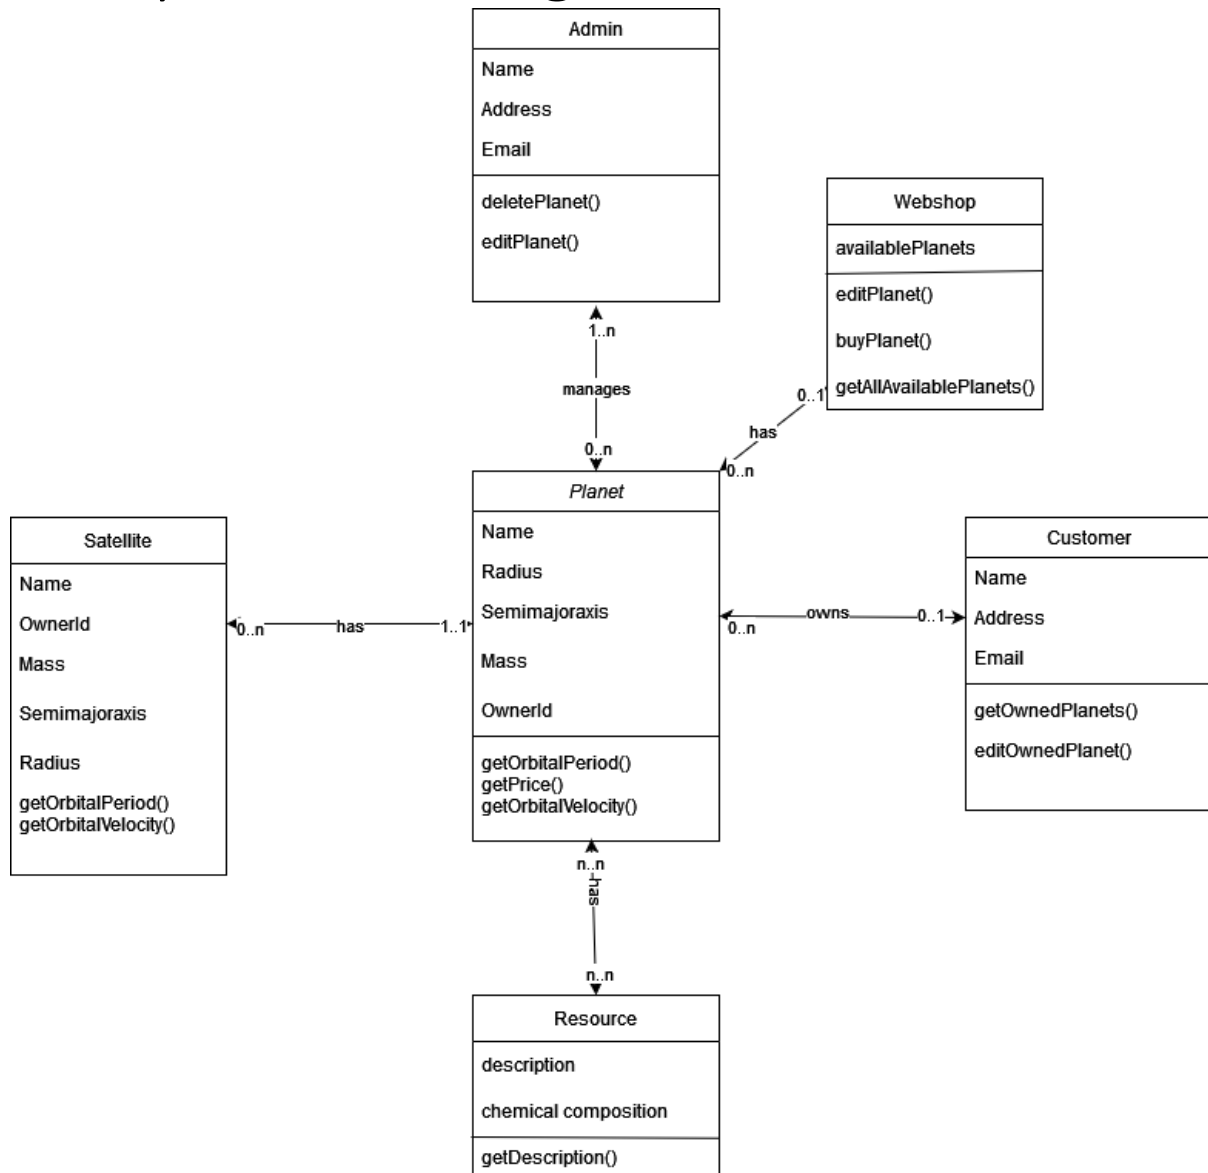 Admin
Name
Address
Email
deletePlanet()
editPlanet()
1..n
manages
0..n
Webshop
availablePlanets
editPlanet()
buyPlanet()
getAllAvailablePlanets()
0..1
has
0..n
Planet
Name
Radius
Semimajoraxis
Mass
OwnerId
getOrbitalPeriod()
getPrice()
getOrbitalVelocity()
Satellite
Name
OwnerId
Mass
Semimajoraxis
Radius
getOrbitalPeriod()
getOrbitalVelocity()
0..n
has
1..1
0..n
owns
0..1
Customer
Name
Address
Email
getOwnedPlanets()
editOwnedPlanet()
n..n
has
n..n
Resource
description
chemical composition
getDescription()